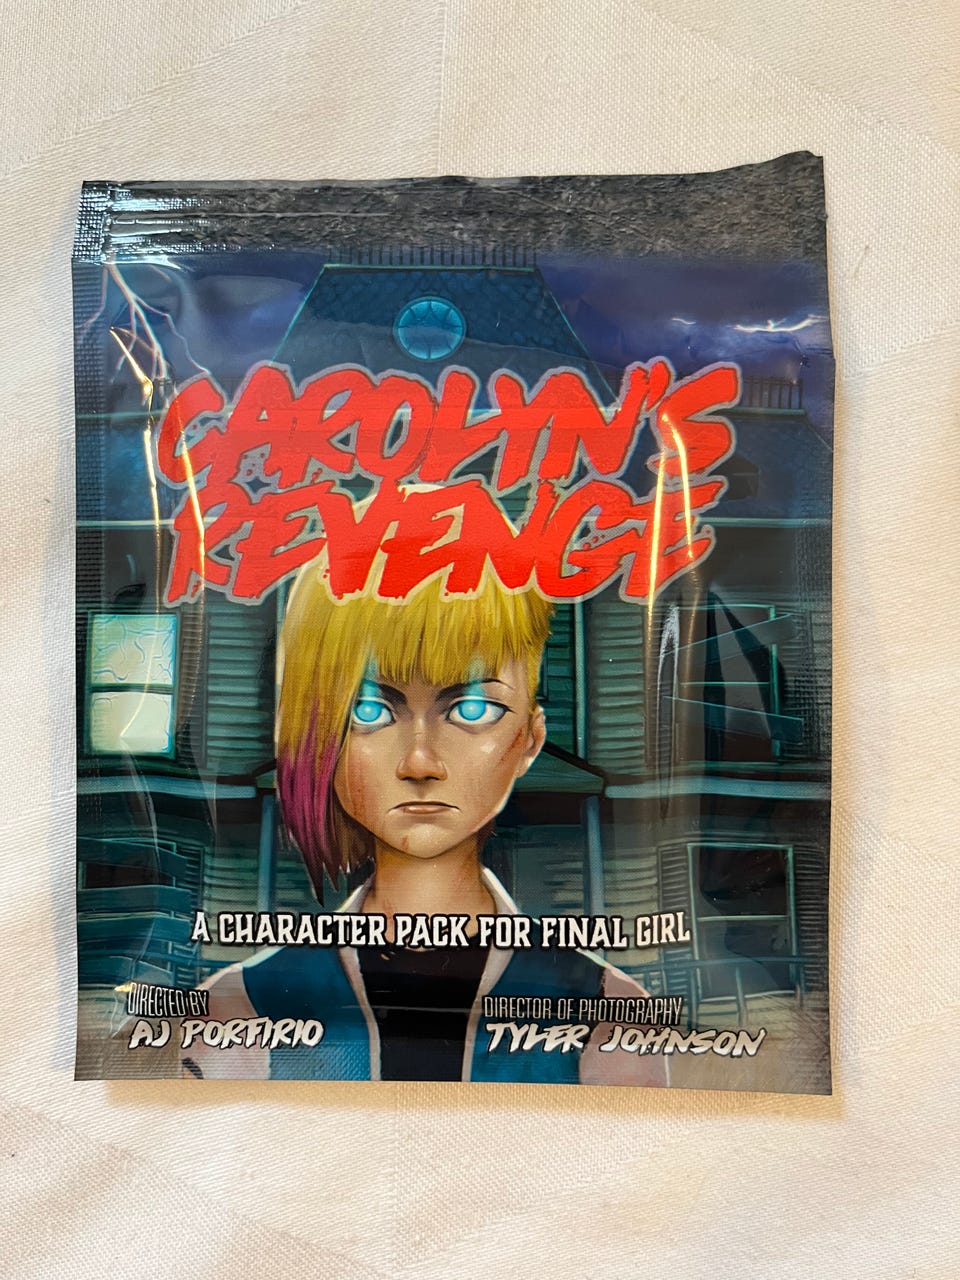 CAROLYN'S
REVENGE
A CHARACTER PACK FOR FINAL GIRL
DIRECTED BY
AJ PORFIRIO
DIRECTOR OF PHOTOGRAPHY
TYLER JOHNSON